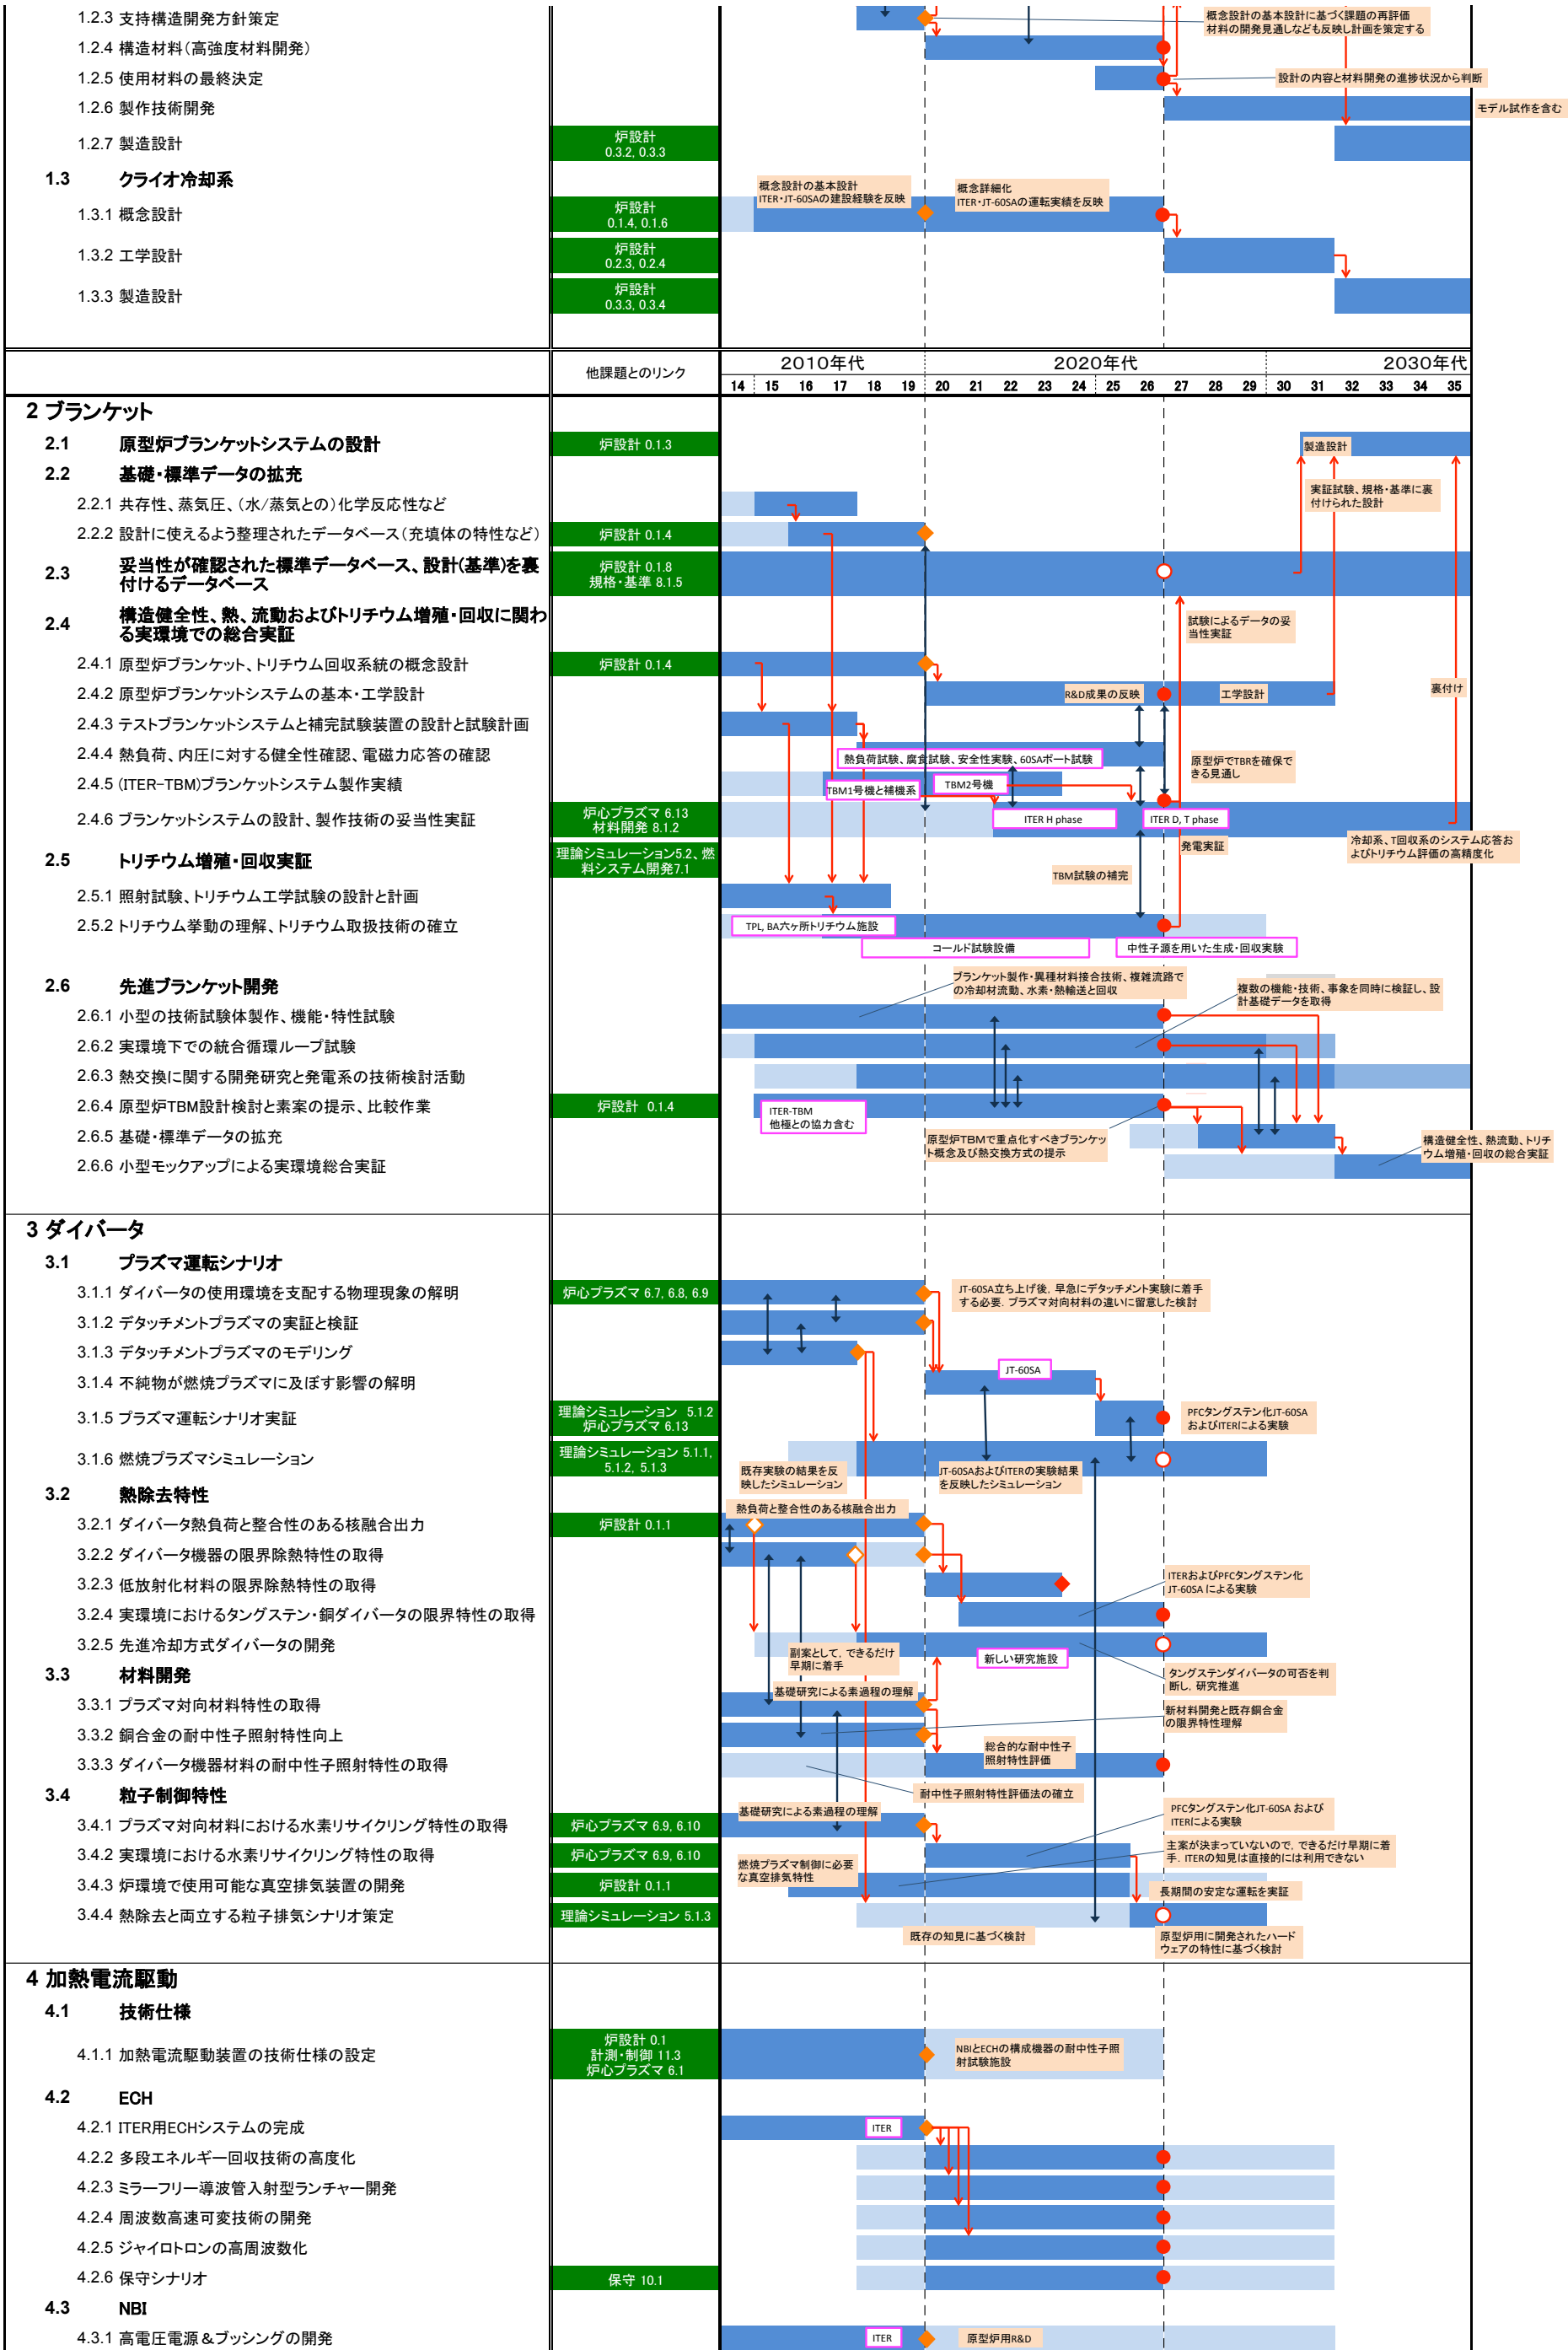 1.2.3 支持構造開発方針策定
概念設計の基本設計に基づく課題の再評価
材料の開発見通しなども反映し計画を策定する
1.2.4 構造材料(高強度材料開発)
1.2.5 使用材料の最終決定
設計の内容と材料開発の進捗状況から判断
1.2.6 製作技術開発
モデル試作を含む
1.2.7 製造設計
炉設計
0.3.2, 0.3.3
1.3 クライオ冷却系
概念設計の基本設計
ITER・JT-60SAの建設経験を反映
概念詳細化
ITER・JT-60SAの運転実績を反映
1.3.1 概念設計
炉設計
0.1.4, 0.1.6
1.3.2 工学設計
炉設計
0.2.3, 0.2.4
1.3.3 製造設計
炉設計
0.3.3, 0.3.4
他課題とのリンク
2010年代 2020年代 2030年代
14 15 16 17 18 19 20 21 22 23 24 25 26 27 28 29 30 31 32 33 34 35
2 ブランケット
2.1 原型炉ブランケットシステムの設計
炉設計 0.1.3
製造設計
2.2 基礎・標準データの拡充
2.2.1 共存性、蒸気圧、(水/蒸気との)化学反応性など
実証試験、規格・基準に裏
付けられた設計
2.2.2 設計に使えるよう整理されたデータベース(充填体の特性など)
炉設計 0.1.4
2.3 妥当性が確認された標準データベース、設計(基準)を裏
付けるデータベース
炉設計 0.1.8
規格・基準 8.1.5
2.4 構造健全性、熱、流動およびトリチウム増殖・回収に関わ
る実環境での総合実証
試験によるデータの妥
当性実証
2.4.1 原型炉ブランケット、トリチウム回収系統の概念設計
炉設計 0.1.4
2.4.2 原型炉ブランケットシステムの基本・工学設計
R&D成果の反映
工学設計
裏付け
2.4.3 テストブランケットシステムと補完試験装置の設計と試験計画
2.4.4 熱負荷、内圧に対する健全性確認、電磁力応答の確認
熱負荷試験、腐食試験、安全性実験、60SAポート試験
原型炉でTBRを確保で
きる見通し
2.4.5 (ITER-TBM)ブランケットシステム製作実績
TBM1号機と補機系
TBM2号機
2.4.6 ブランケットシステムの設計、製作技術の妥当性実証
炉心プラズマ 6.13
材料開発 8.1.2
ITER H phase
ITER D, T phase
発電実証
冷却系、T回収系のシステム応答お
よびトリチウム評価の高精度化
2.5 トリチウム増殖・回収実証
理論シミュレーション5.2、燃
料システム開発7.1
TBM試験の補完
2.5.1 照射試験、トリチウム工学試験の設計と計画
2.5.2 トリチウム挙動の理解、トリチウム取扱技術の確立
TPL, BA六ヶ所トリチウム施設
コールド試験設備
中性子源を用いた生成・回収実験
2.6 先進ブランケット開発
ブランケット製作・異種材料接合技術、複雑流路で
の冷却材流動、水素・熱輸送と回収
複数の機能・技術、事象を同時に検証し、設
計基礎データを取得
2.6.1 小型の技術試験体製作、機能・特性試験
2.6.2 実環境下での統合循環ループ試験
2.6.3 熱交換に関する開発研究と発電系の技術検討活動
2.6.4 原型炉TBM設計検討と素案の提示、比較作業
炉設計 0.1.4
ITER-TBM
他極との協力含む
2.6.5 基礎・標準データの拡充
原型炉TBMで重点化すべきブランケッ
ト概念及び熱交換方式の提示
構造健全性、熱流動、トリチ
ウム増殖・回収の総合実証
2.6.6 小型モックアップによる実環境総合実証
3 ダイバータ
3.1 プラズマ運転シナリオ
3.1.1 ダイバータの使用環境を支配する物理現象の解明
炉心プラズマ 6.7, 6.8, 6.9
JT-60SA立ち上げ後，早急にデタッチメント実験に着手
する必要．プラズマ対向材料の違いに留意した検討
3.1.2 デタッチメントプラズマの実証と検証
3.1.3 デタッチメントプラズマのモデリング
3.1.4 不純物が燃焼プラズマに及ぼす影響の解明
JT-60SA
3.1.5 プラズマ運転シナリオ実証
理論シミュレーション 5.1.2
炉心プラズマ 6.13
PFCタングステン化JT-60SA
およびITERによる実験
3.1.6 燃焼プラズマシミュレーション
理論シミュレーション 5.1.1,
5.1.2, 5.1.3
既存実験の結果を反
映したシミュレーション
JT-60SAおよびITERの実験結果
を反映したシミュレーション
3.2 熱除去特性
熱負荷と整合性のある核融合出力
3.2.1 ダイバータ熱負荷と整合性のある核融合出力
炉設計 0.1.1
3.2.2 ダイバータ機器の限界除熱特性の取得
3.2.3 低放射化材料の限界除熱特性の取得
ITERおよびPFCタングステン化
JT-60SA による実験
3.2.4 実環境におけるタングステン・銅ダイバータの限界特性の取得
3.2.5 先進冷却方式ダイバータの開発
副案として，できるだけ
早期に着手
新しい研究施設
タングステンダイバータの可否を判
断し，研究推進
3.3 材料開発
基礎研究による素過程の理解
3.3.1 プラズマ対向材料特性の取得
新材料開発と既存銅合金
の限界特性理解
3.3.2 銅合金の耐中性子照射特性向上
3.3.3 ダイバータ機器材料の耐中性子照射特性の取得
総合的な耐中性子
照射特性評価
3.4 粒子制御特性
耐中性子照射特性評価法の確立
基礎研究による素過程の理解
PFCタングステン化JT-60SA および
ITERによる実験
3.4.1 プラズマ対向材料における水素リサイクリング特性の取得
炉心プラズマ 6.9, 6.10
3.4.2 実環境における水素リサイクリング特性の取得
炉心プラズマ 6.9, 6.10
主案が決まっていないので，できるだけ早期に着
手．ITERの知見は直接的には利用できない
燃焼プラズマ制御に必要
な真空排気特性
3.4.3 炉環境で使用可能な真空排気装置の開発
炉設計 0.1.1
長期間の安定な運転を実証
3.4.4 熱除去と両立する粒子排気シナリオ策定
理論シミュレーション 5.1.3
既存の知見に基づく検討
原型炉用に開発されたハード
ウェアの特性に基づく検討
4 加熱電流駆動
4.1 技術仕様
4.1.1 加熱電流駆動装置の技術仕様の設定
炉設計 0.1
計測・制御 11.3
炉心プラズマ 6.1
NBIとECHの構成機器の耐中性子照
射試験施設
4.2 ECH
4.2.1 ITER用ECHシステムの完成
ITER
4.2.2 多段エネルギー回収技術の高度化
4.2.3 ミラーフリー導波管入射型ランチャー開発
4.2.4 周波数高速可変技術の開発
4.2.5 ジャイロトロンの高周波数化
4.2.6 保守シナリオ
保守 10.1
4.3 NBI
4.3.1 高電圧電源＆ブッシングの開発
ITER
原型炉用R&D